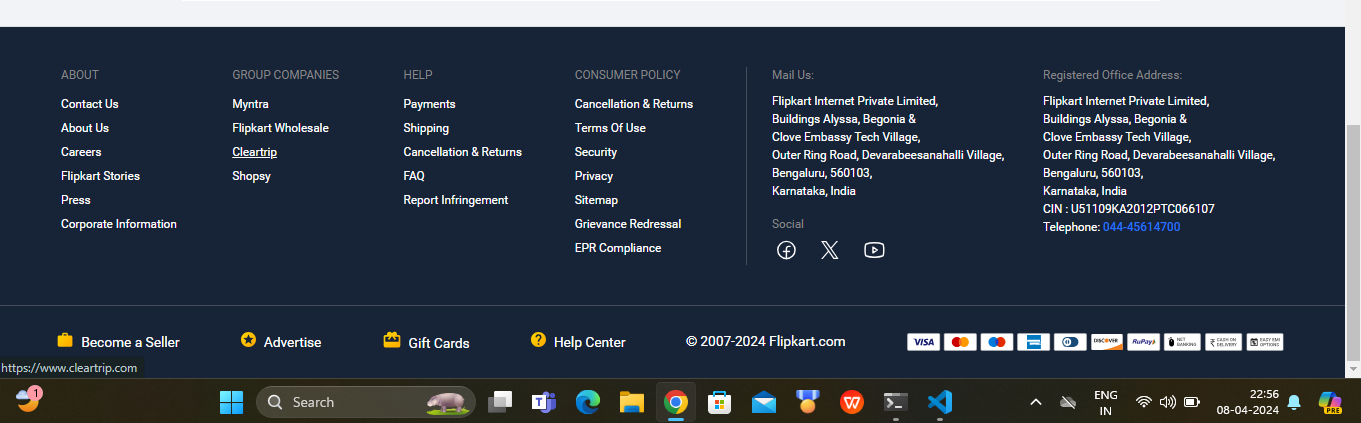 ABOUT
Contact Us
About Us
Careers
Flipkart Stories
Press
Corporate Information
GROUP COMPANIES
Myntra
Flipkart Wholesale
Cleartrip
Shopsy
HELP
Payments
Shipping
Cancellation & Returns
FAQ
Report Infringement
CONSUMER POLICY
Cancellation & Returns
Terms Of Use
Security
Privacy
Sitemap
Grievance Redressal
EPR Compliance
Mail Us:
Flipkart Internet Private Limited,
Buildings Alyssa, Begonia &
Clove Embassy Tech Village,
Outer Ring Road, Devarabeesanahalli Village,
Bengaluru, 560103,
Karnataka, India
Social
Registered Office Address:
Flipkart Internet Private Limited,
Buildings Alyssa, Begonia &
Clove Embassy Tech Village,
Outer Ring Road, Devarabeesanahalli Village,
Bengaluru, 560103,
Karnataka, India
CIN : U51109KA2012PTC066107
Telephone: 044-45614700
Become a Seller
Advertise
Gift Cards
Help Center
© 2007-2024 Flipkart.com
VISA
DISCOVER
RuPay
NET BANKING
CASH ON DELIVERY
EASY EMI OPTIONS
https://www.cleartrip.com
1
Search
ENG
IN
22:56
08-04-2024
PRE